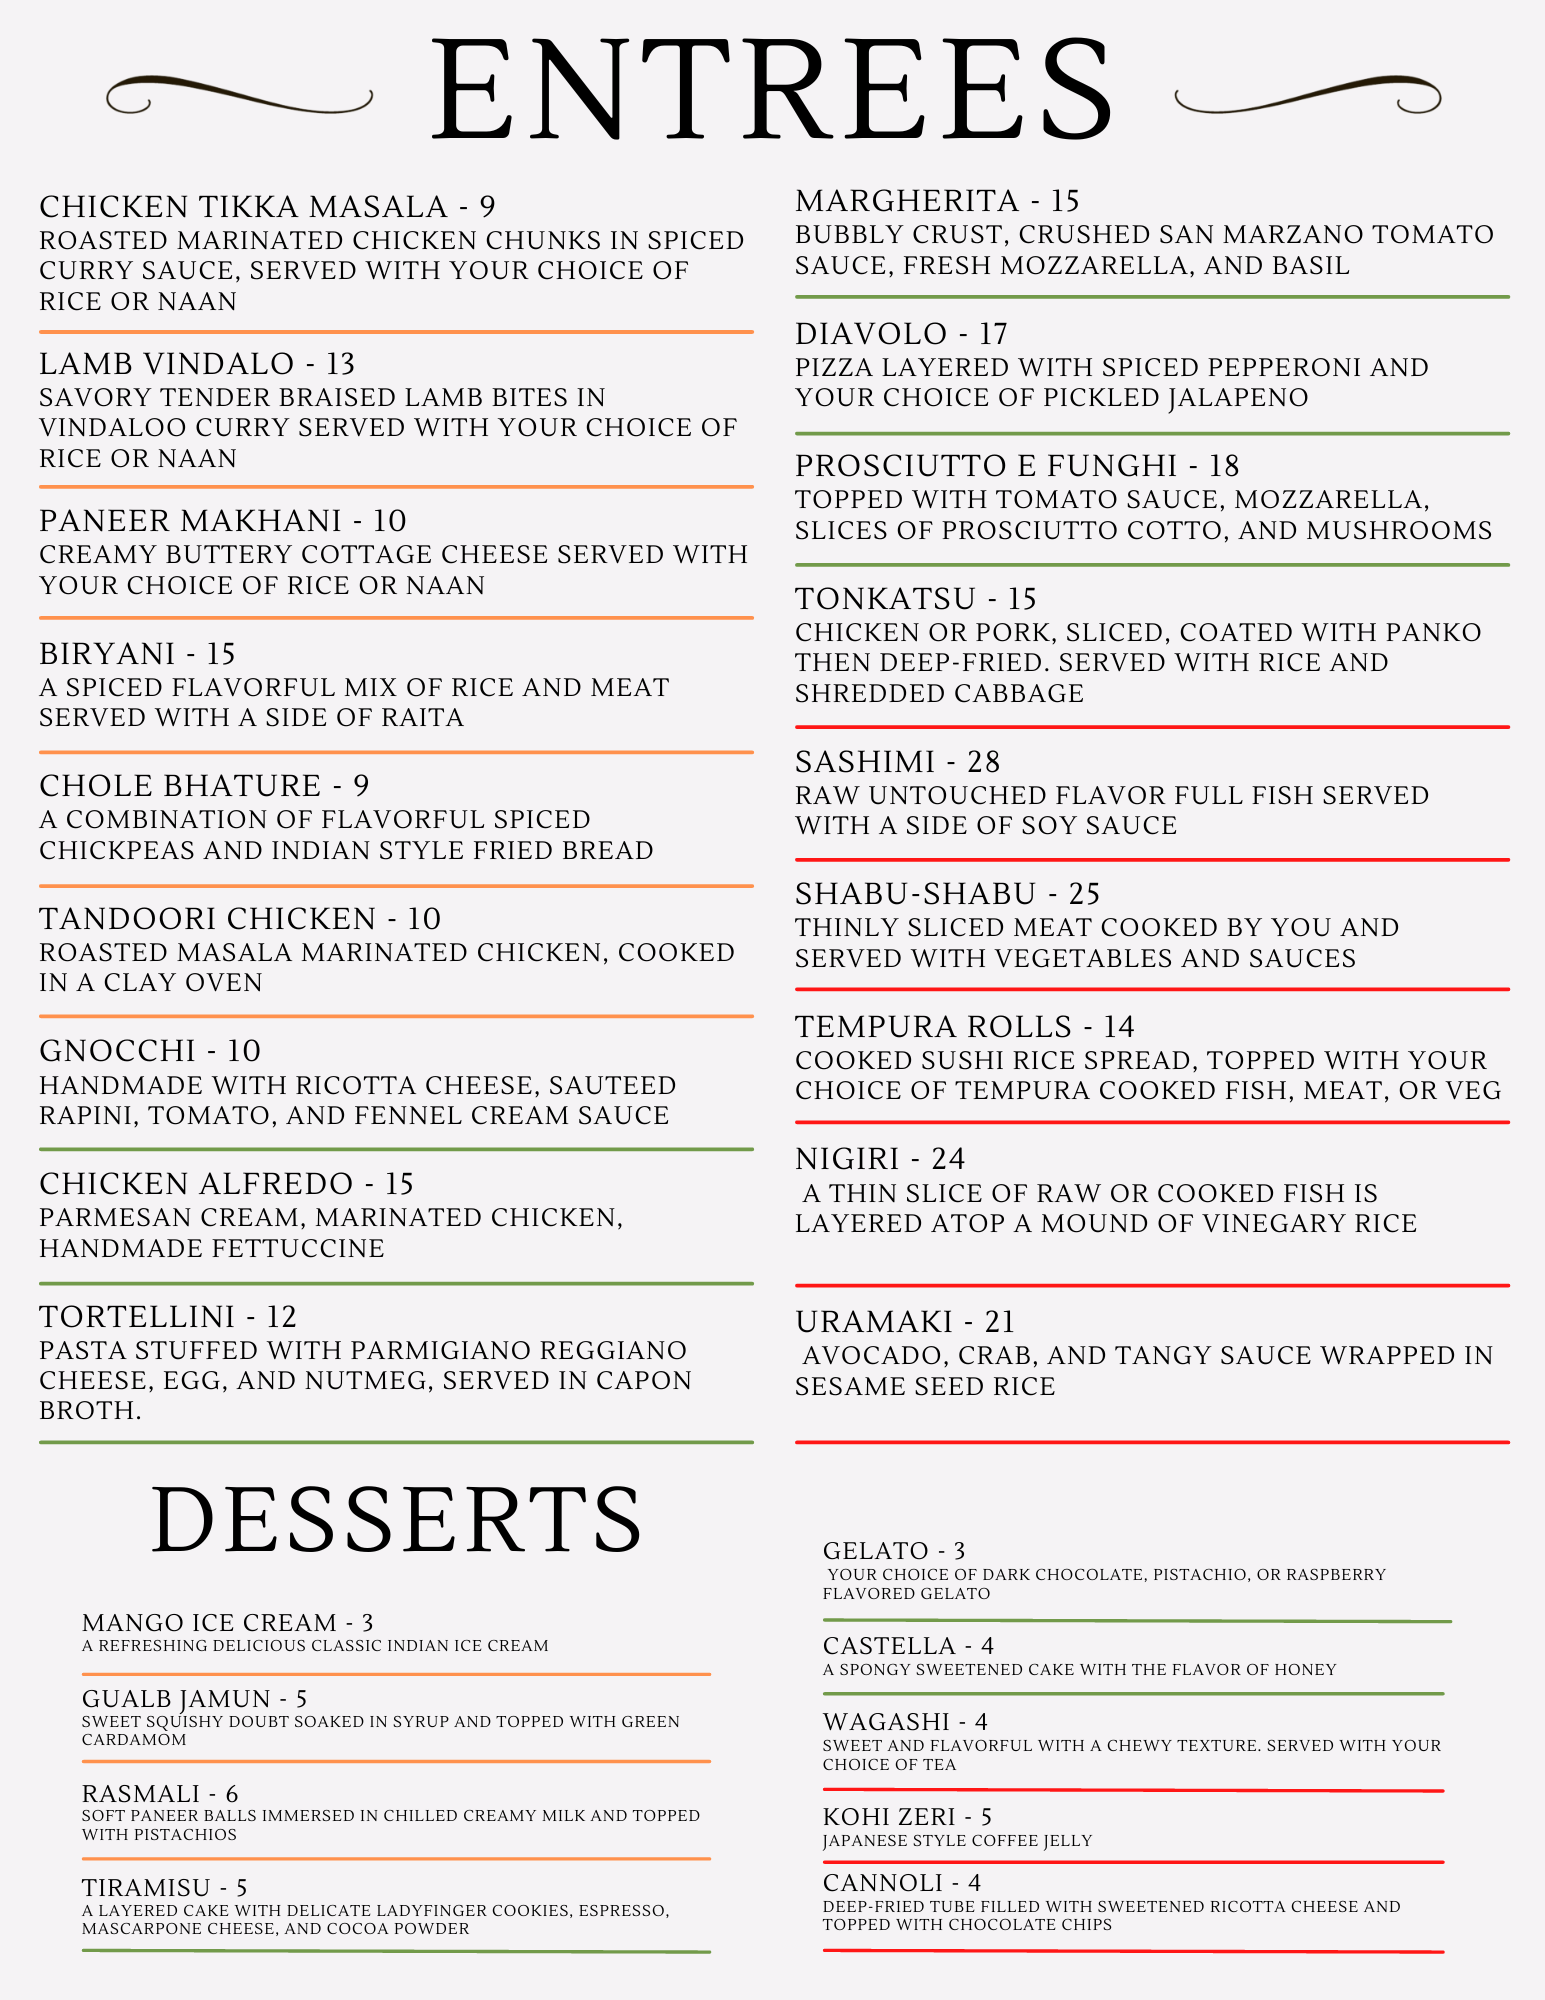 ENTREES
CHICKEN TIKKA MASALA - 9
ROASTED MARINATED CHICKEN CHUNKS IN SPICED
CURRY SAUCE, SERVED WITH YOUR CHOICE OF
RICE OR NAAN
LAMB VINDALO - 13
SAVORY TENDER BRAISED LAMB BITES IN
VINDALOO CURRY SERVED WITH YOUR CHOICE OF
RICE OR NAAN
PANEER MAKHANI - 10
CREAMY BUTTERY COTTAGE CHEESE SERVED WITH
YOUR CHOICE OF RICE OR NAAN
BIRYANI - 15
A SPICED FLAVORFUL MIX OF RICE AND MEAT
SERVED WITH A SIDE OF RAITA
CHOLE BHATURE - 9
A COMBINATION OF FLAVORFUL SPICED
CHICKPEAS AND INDIAN STYLE FRIED BREAD
TANDOORI CHICKEN - 10
ROASTED MASALA MARINATED CHICKEN, COOKED
IN A CLAY OVEN
GNOCCHI - 10
HANDMADE WITH RICOTTA CHEESE, SAUTEED
RAPINI, TOMATO, AND FENNEL CREAM SAUCE
CHICKEN ALFREDO - 15
PARMESAN CREAM, MARINATED CHICKEN,
HANDMADE FETTUCCINE
TORTELLINI - 12
PASTA STUFFED WITH PARMIGIANO REGGIANO
CHEESE, EGG, AND NUTMEG, SERVED IN CAPON
BROTH.
MARGHERITA - 15
BUBBLY CRUST, CRUSHED SAN MARZANO TOMATO
SAUCE, FRESH MOZZARELLA, AND BASIL
DIAVOLO - 17
PIZZA LAYERED WITH SPICED PEPPERONI AND
YOUR CHOICE OF PICKLED JALAPENO
PROSCIUTTO E FUNGHI - 18
TOPPED WITH TOMATO SAUCE, MOZZARELLA,
SLICES OF PROSCIUTTO COTTO, AND MUSHROOMS
TONKATSU - 15
CHICKEN OR PORK, SLICED, COATED WITH PANKO
THEN DEEP-FRIED. SERVED WITH RICE AND
SHREDDED CABBAGE
SASHIMI - 28
RAW UNTOUCHED FLAVOR FULL FISH SERVED
WITH A SIDE OF SOY SAUCE
SHABU-SHABU - 25
THINLY SLICED MEAT COOKED BY YOU AND
SERVED WITH VEGETABLES AND SAUCES
TEMPURA ROLLS - 14
COOKED SUSHI RICE SPREAD, TOPPED WITH YOUR
CHOICE OF TEMPURA COOKED FISH, MEAT, OR VEG
NIGIRI - 24
A THIN SLICE OF RAW OR COOKED FISH IS
LAYERED ATOP A MOUND OF VINEGARY RICE
URAMAKI - 21
AVOCADO, CRAB, AND TANGY SAUCE WRAPPED IN
SESAME SEED RICE
DESSERTS
MANGO ICE CREAM - 3
A REFRESHING DELICIOUS CLASSIC INDIAN ICE CREAM
GUALB JAMUN - 5
SWEET SQUISHY DOUBT SOAKED IN SYRUP AND TOPPED WITH GREEN
CARDAMOM
RASMALI - 6
SOFT PANEER BALLS IMMERSED IN CHILLED CREAMY MILK AND TOPPED
WITH PISTACHIOS
TIRAMISU - 5
A LAYERED CAKE WITH DELICATE LADYFINGER COOKIES, ESPRESSO,
MASCARPONE CHEESE, AND COCOA POWDER
GELATO - 3
YOUR CHOICE OF DARK CHOCOLATE, PISTACHIO, OR RASPBERRY
FLAVORED GELATO
CASTELLA - 4
A SPONGY SWEETENED CAKE WITH THE FLAVOR OF HONEY
WAGASHI - 4
SWEET AND FLAVORFUL WITH A CHEWY TEXTURE. SERVED WITH YOUR
CHOICE OF TEA
KOHI ZERI - 5
JAPANESE STYLE COFFEE JELLY
CANNOLI - 4
DEEP-FRIED TUBE FILLED WITH SWEETENED RICOTTA CHEESE AND
TOPPED WITH CHOCOLATE CHIPS